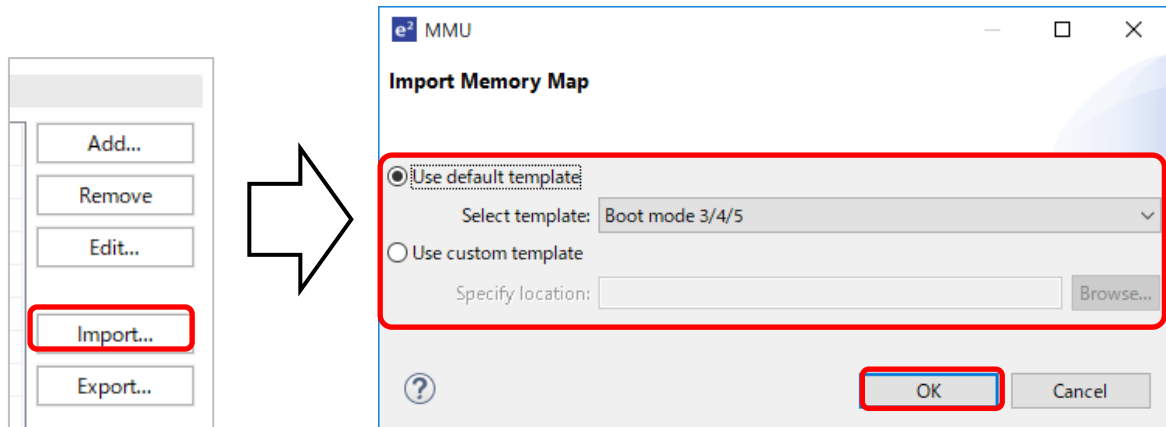 Add...
Remove
Edit...
Import...
Export...
e² MMU
Import Memory Map
Use default template
Select template: Boot mode 3/4/5
Use custom template
Specify location: Browse...
? OK Cancel